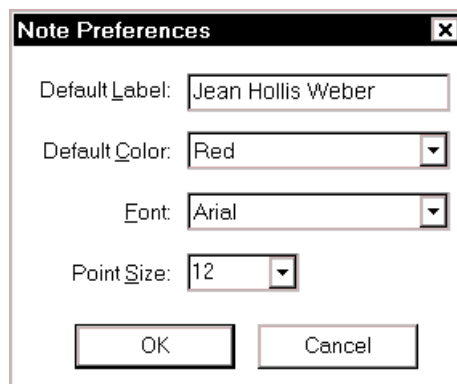 Note Preferences
Default Label: Jean Hollis Weber
Default Color: Red
Font: Arial
Point Size: 12
OK Cancel